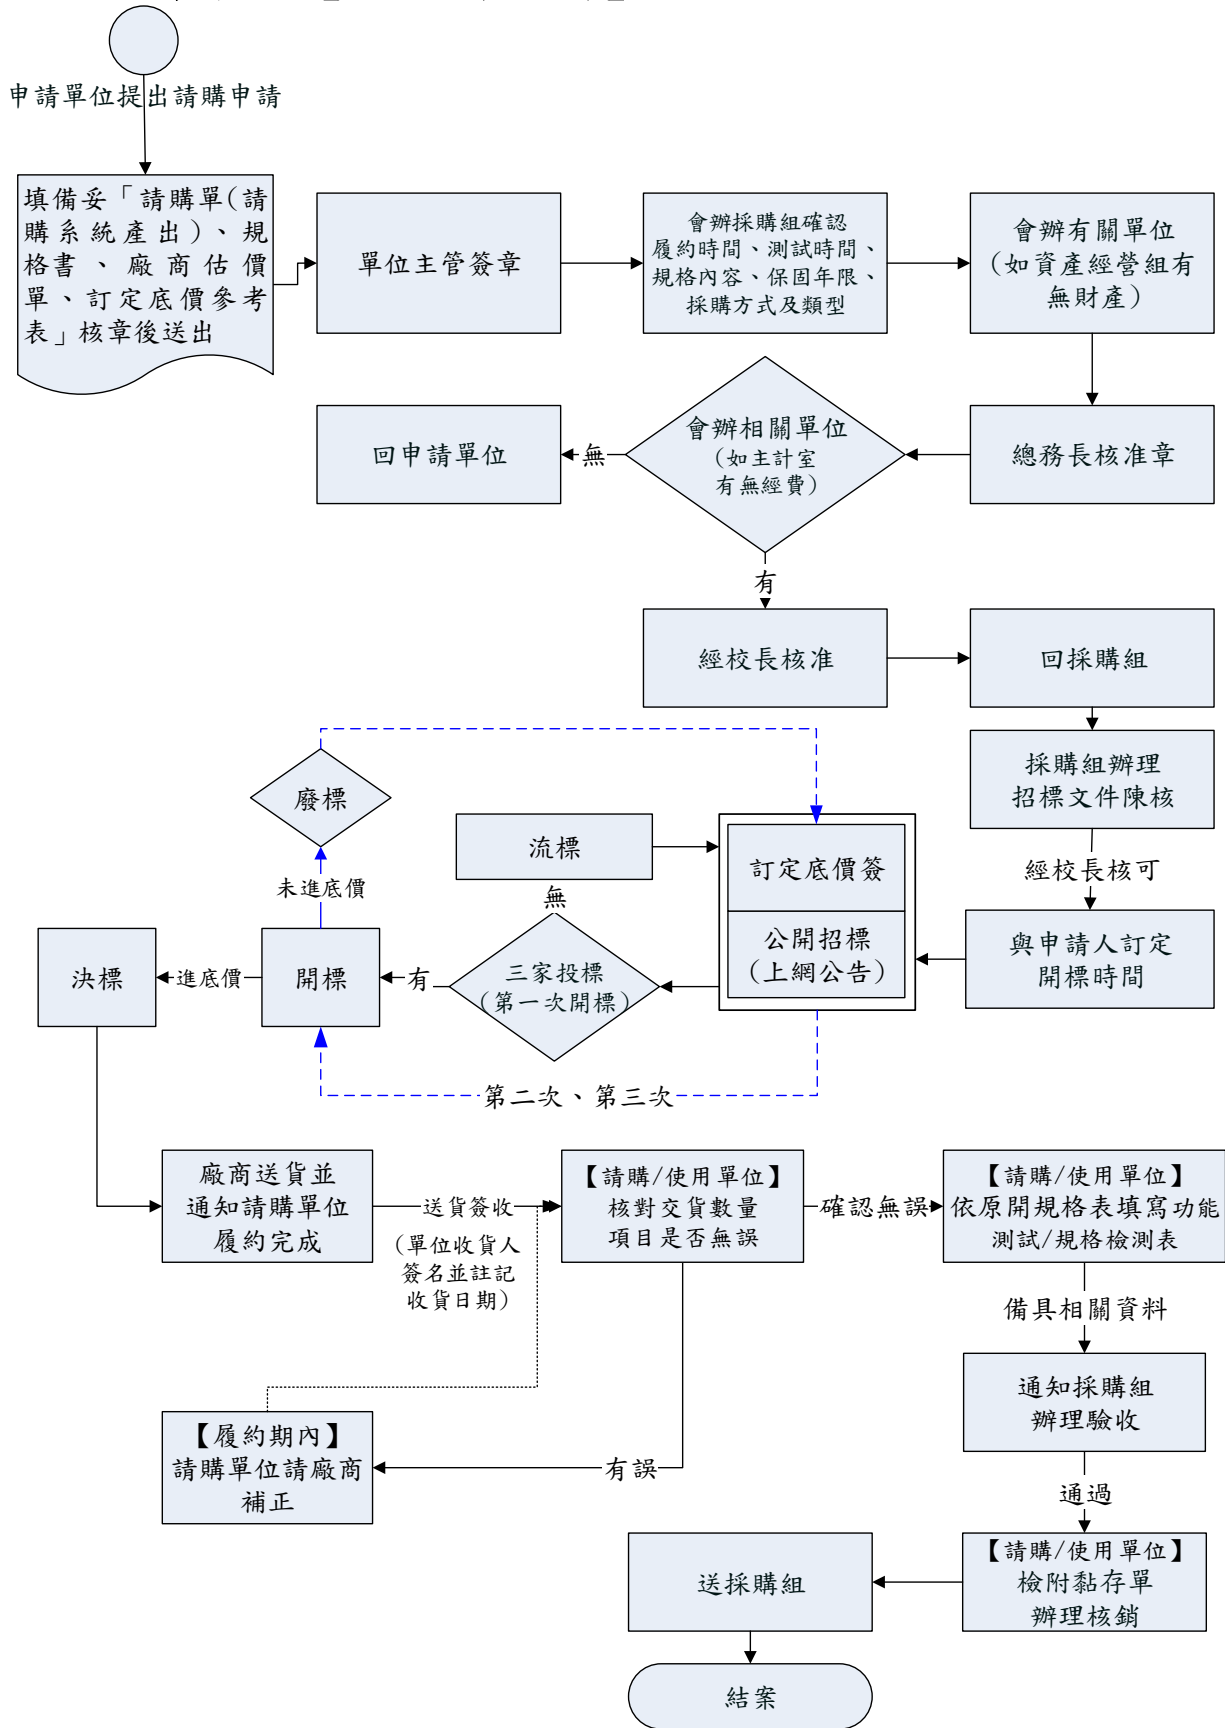 申請單位提出請購申請
填備妥「請購單(請
購系統產出)、規
格書、廠商估價
單、訂定底價參考
表」核章後送出
單位主管簽章
會辦採購組確認
履約時間、測試時間、
規格內容、保固年限、
採購方式及類型
會辦有關單位
(如資產經營組有
無財產)
回申請單位
無
會辦相關單位
(如主計室
有無經費)
總務長核准章
有
經校長核准
回採購組
採購組辦理
招標文件陳核
經校長核可
廢標
流標
訂定底價簽
未進底價
無
公開招標
(上網公告)
與申請人訂定
開標時間
決標
進底價
開標
有
三家投標
(第一次開標)
第二次、第三次
廠商送貨並
通知請購單位
履約完成
送貨簽收
(單位收貨人
簽名並註記
收貨日期)
【請購/使用單位】
核對交貨數量
項目是否無誤
確認無誤
【請購/使用單位】
依原開規格表填寫功能
測試/規格檢測表
備具相關資料
通知採購組
辦理驗收
【履約期內】
請購單位請廠商
補正
有誤
通過
【請購/使用單位】
檢附黏存單
辦理核銷
送採購組
結案